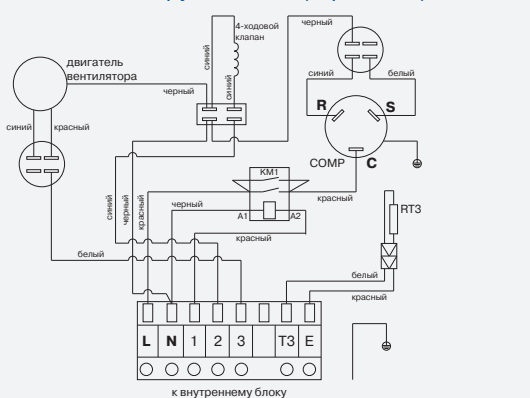 черный
4-ходовой
клапан
синий
синий
двигатель
вентилятора
черный
синий
белый
R
S
синий
красный
COMP
C
KM1
красный
черный
A1
A2
красный
синий
черный
красный
RT3
белый
белый
красный
L N 1 2 3 T3 E
к внутреннему блоку